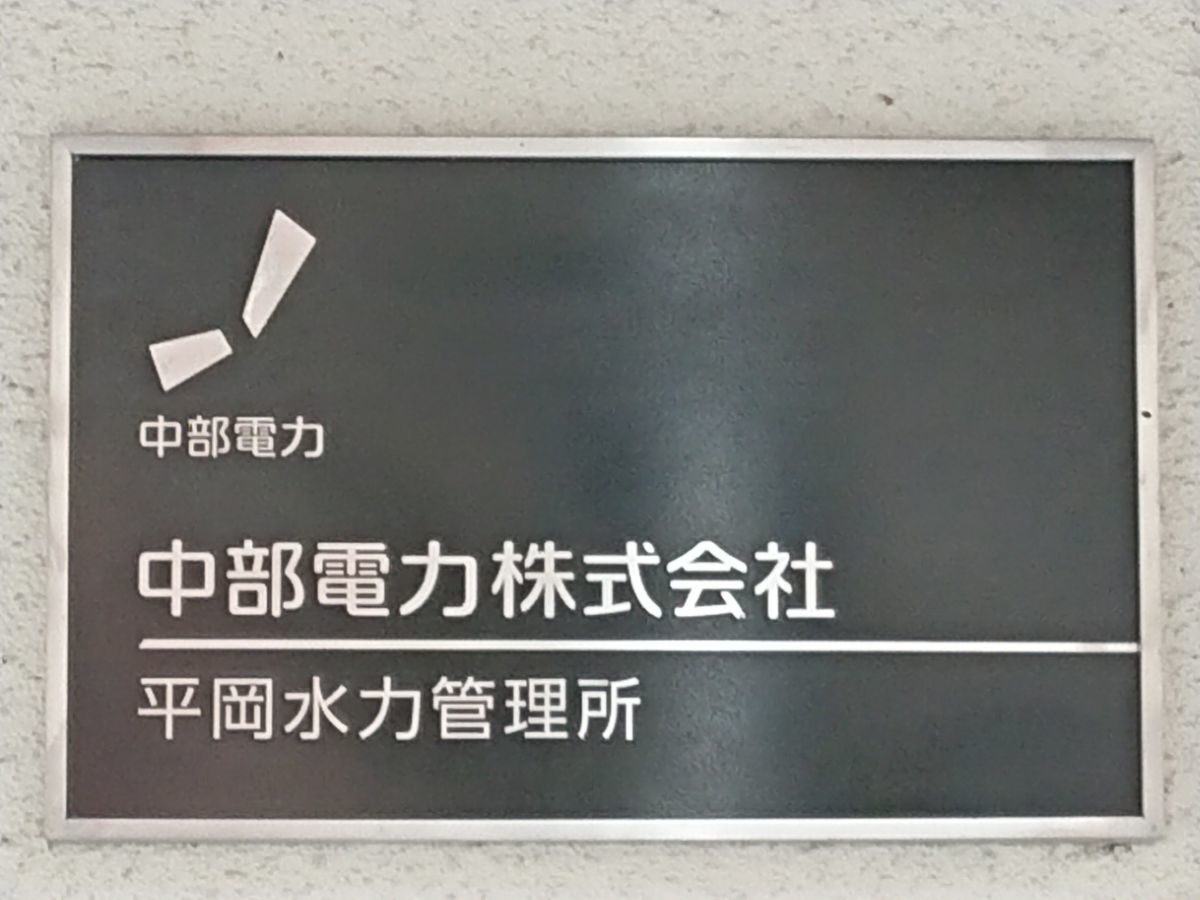 中部電力
中部電力株式会社
平岡水力管理所